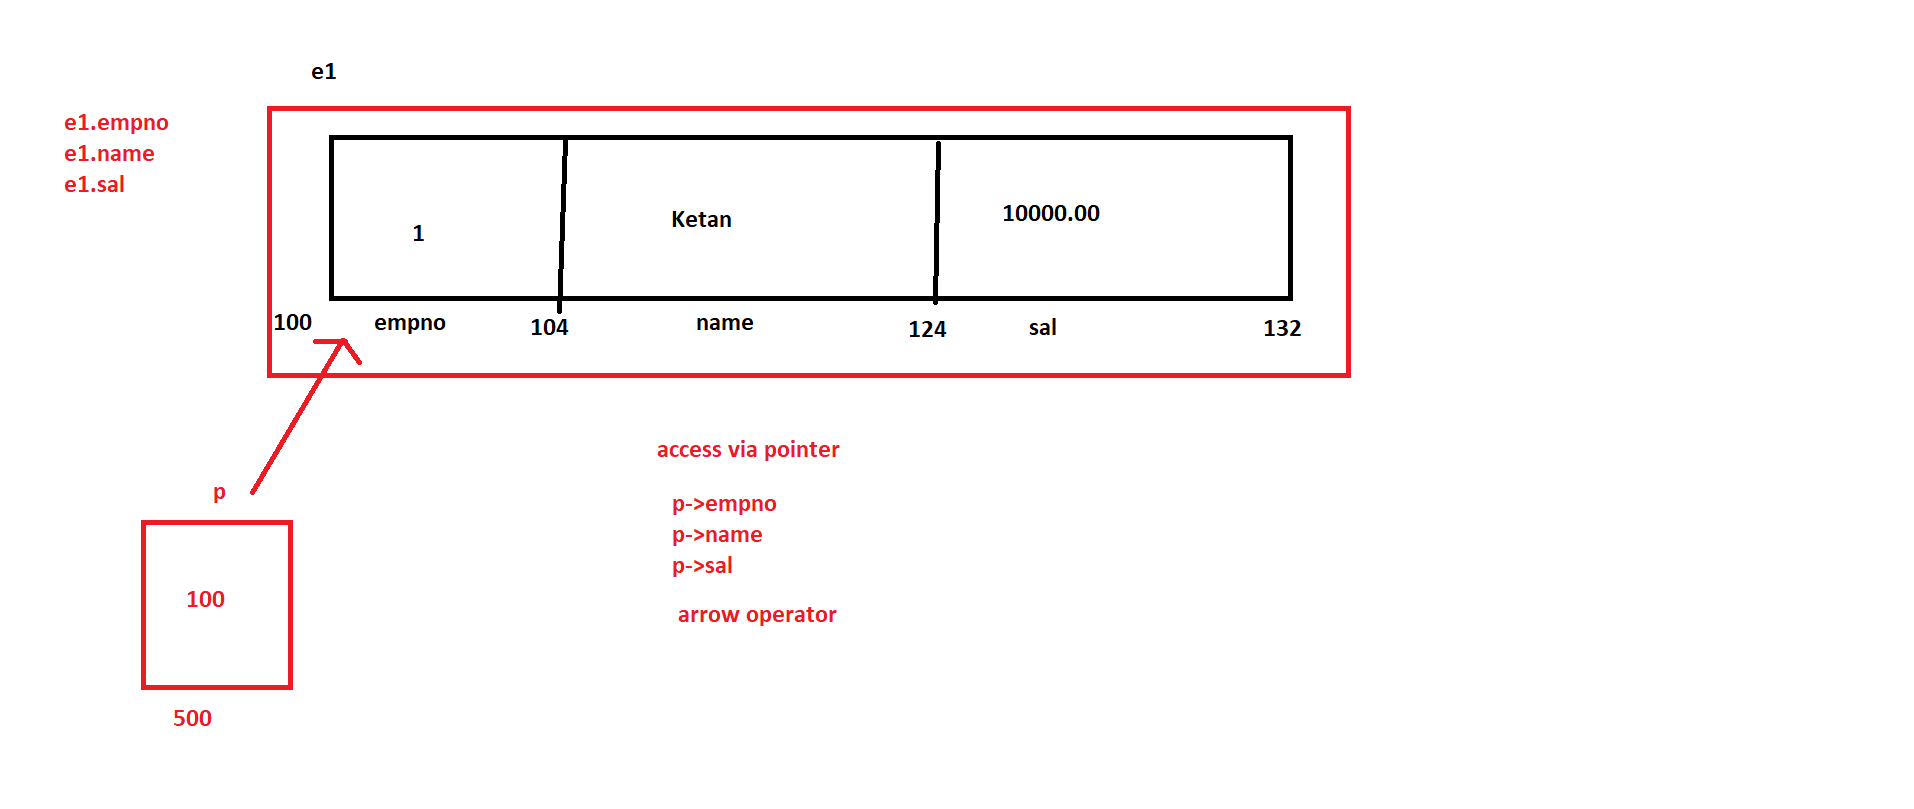 e1
e1.empno
e1.name
e1.sal
1
Ketan
10000.00
100
empno
104
name
124
sal
132
access via pointer
p
p->empno
p->name
p->sal
100
arrow operator
500